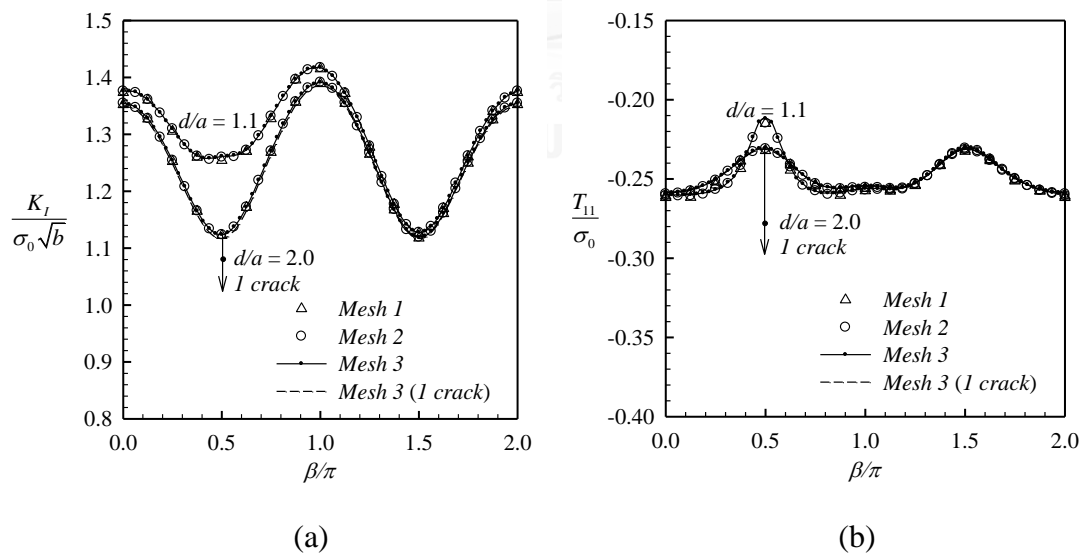 1.5
1.4
1.3
1.2
1.1
1.0
0.9
0.8
K_I
σ_0 √b
d/a = 1.1
d/a = 2.0
1 crack
Mesh 1
Mesh 2
Mesh 3
Mesh 3 (1 crack)
0.0 0.5 1.0 1.5 2.0
β/π
(a)
-0.15
-0.20
-0.25
-0.30
-0.35
-0.40
T_11
σ_0
d/a = 1.1
d/a = 2.0
1 crack
Mesh 1
Mesh 2
Mesh 3
Mesh 3 (1 crack)
0.0 0.5 1.0 1.5 2.0
β/π
(b)